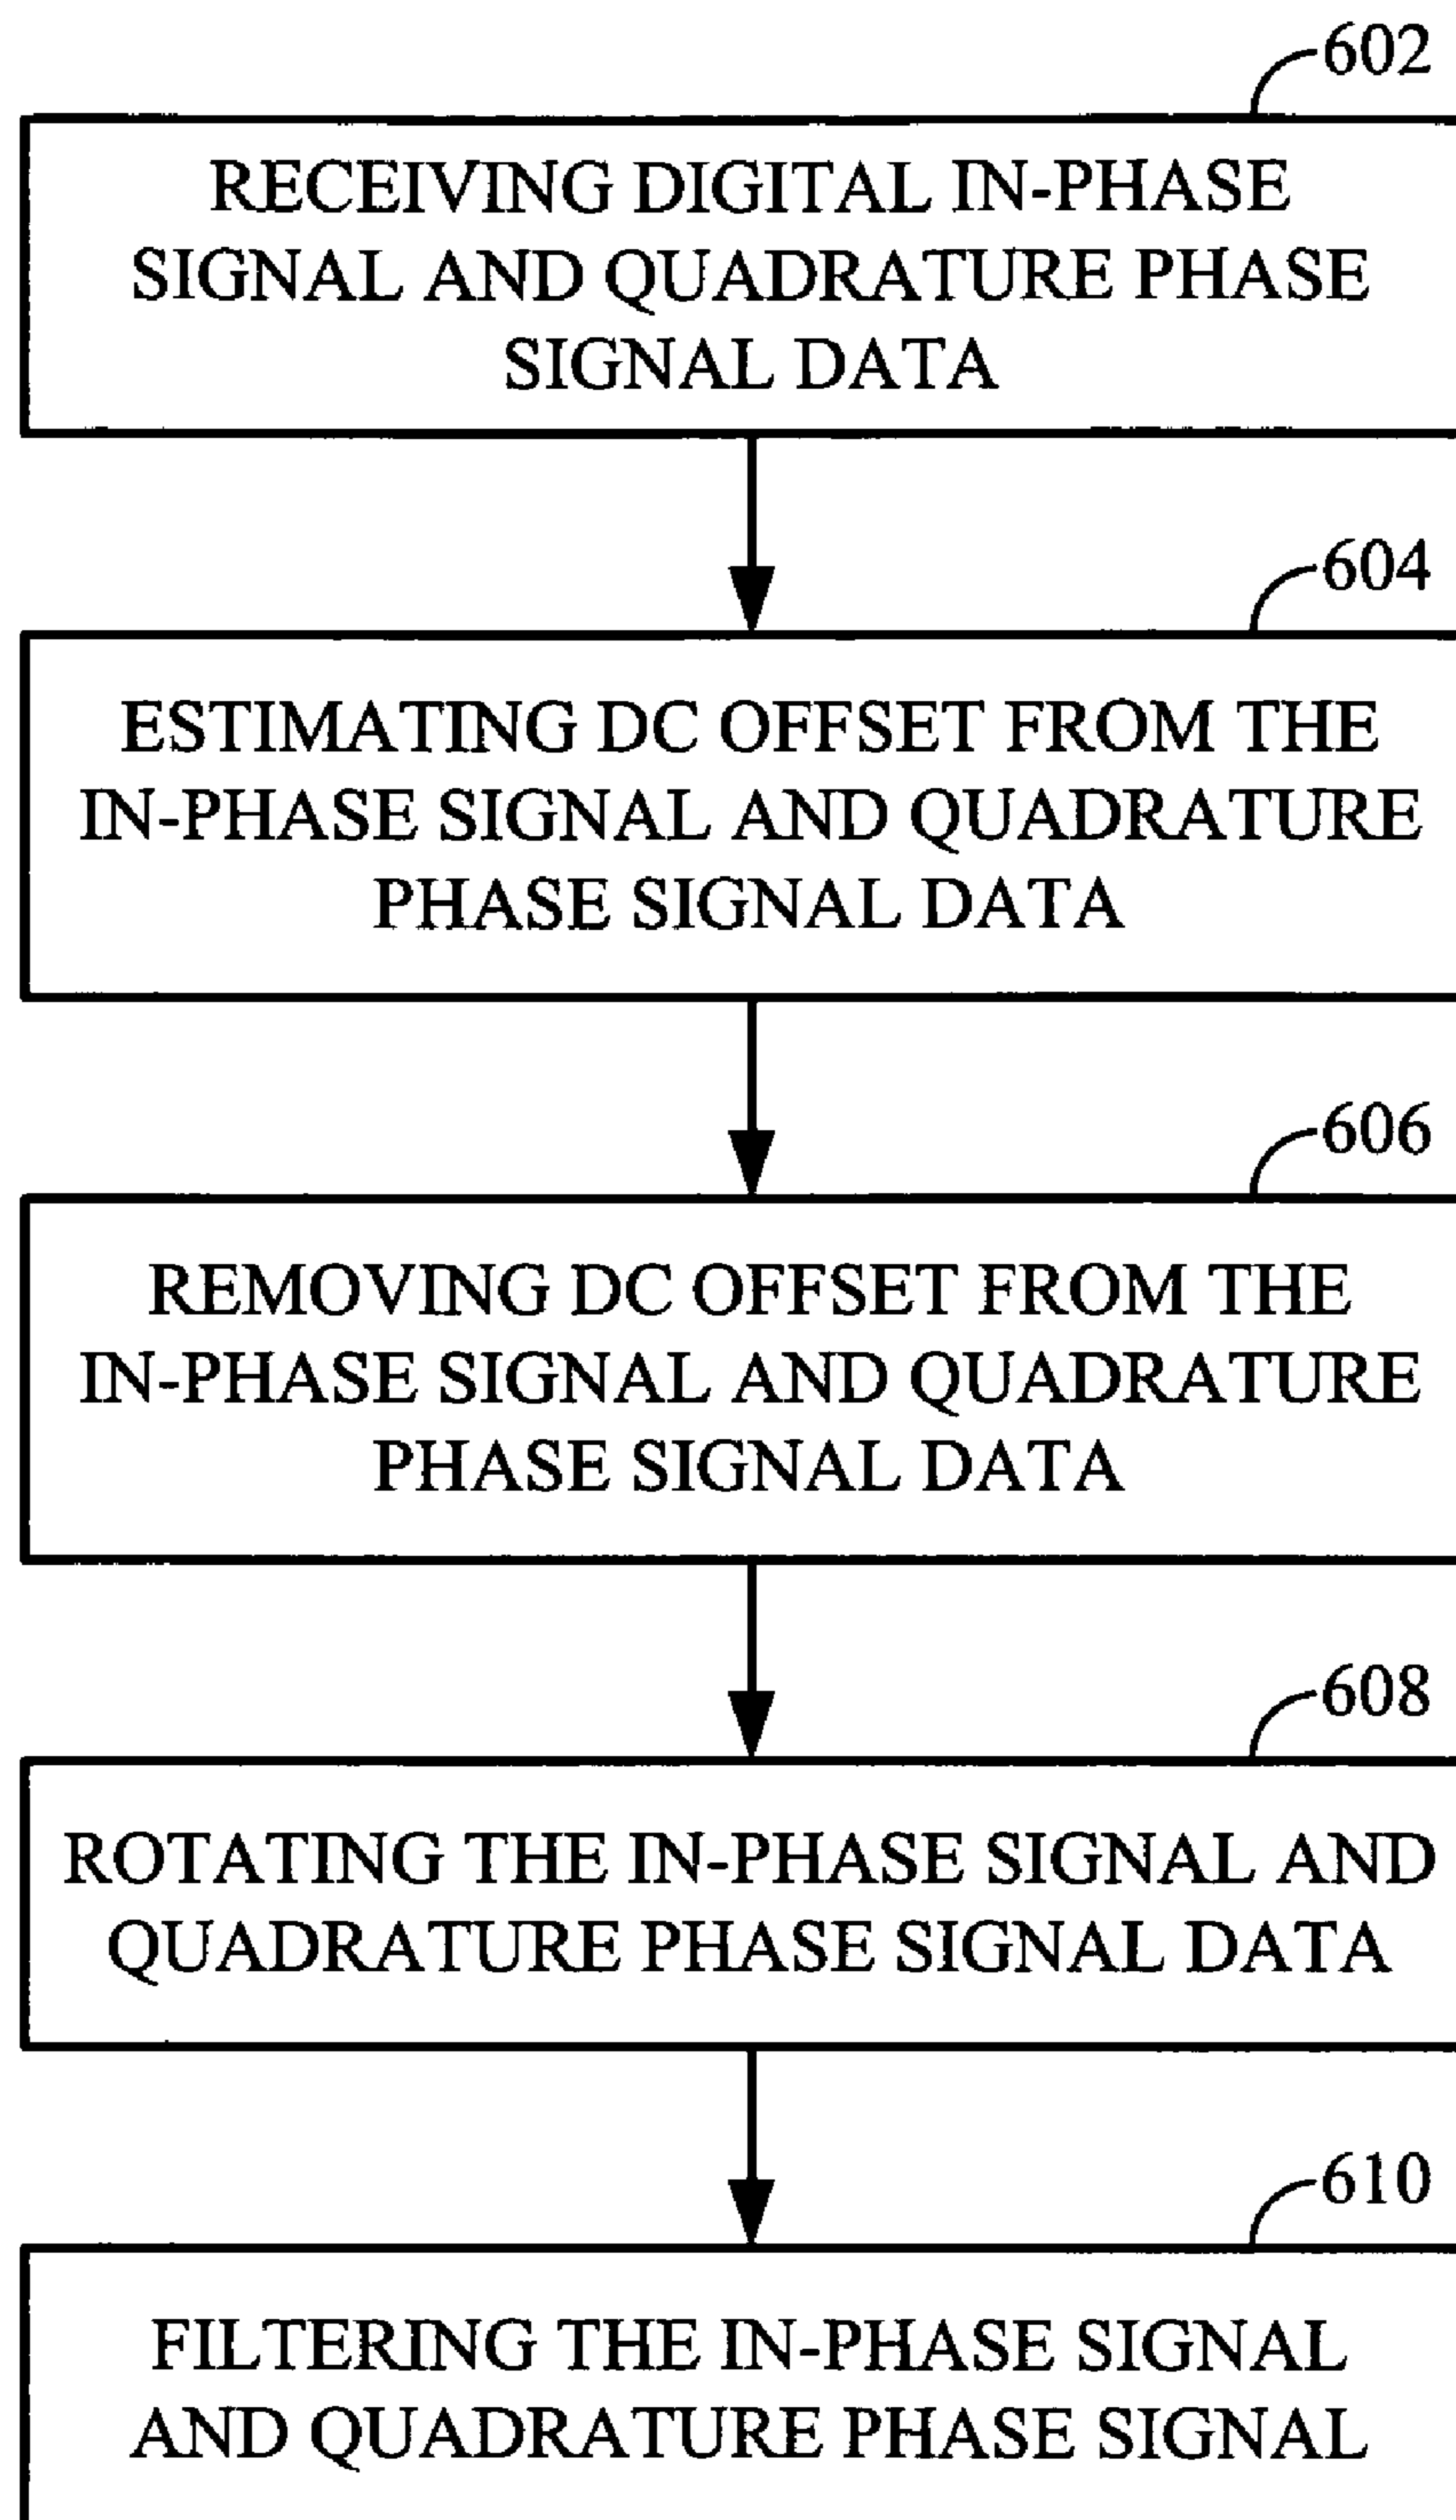 602
RECEIVING DIGITAL IN-PHASE
SIGNAL AND QUADRATURE PHASE
SIGNAL DATA
604
ESTIMATING DC OFFSET FROM THE
IN-PHASE SIGNAL AND QUADRATURE
PHASE SIGNAL DATA
606
REMOVING DC OFFSET FROM THE
IN-PHASE SIGNAL AND QUADRATURE
PHASE SIGNAL DATA
608
ROTATING THE IN-PHASE SIGNAL AND
QUADRATURE PHASE SIGNAL DATA
610
FILTERING THE IN-PHASE SIGNAL
AND QUADRATURE PHASE SIGNAL